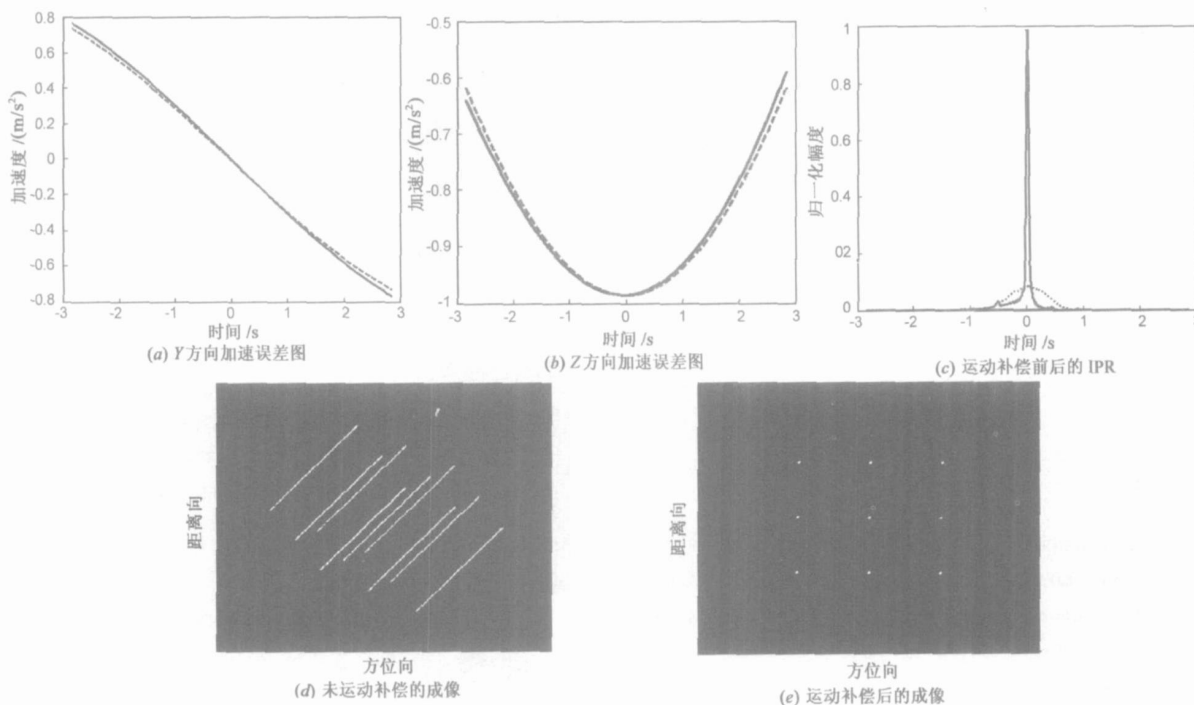 0.8
0.6
0.4
0.2
0
-0.2
-0.4
-0.6
-0.8
加速度 /(m/s²)
-3 -2 -1 0 1 2 3
时间 /s
(a) Y方向加速误差图
-0.5
-0.6
-0.7
-0.8
-0.9
-1
加速度 /(m/s²)
-3 -2 -1 0 1 2 3
时间 /s
(b) Z方向加速误差图
1
0.8
0.6
0.4
02
0
归一化幅度
-3 -2 -1 0 1 2 3
时间 /s
(c) 运动补偿前后的 IPR
距离向
方位向
(d) 未运动补偿的成像
距离向
方位向
(e) 运动补偿后的成像